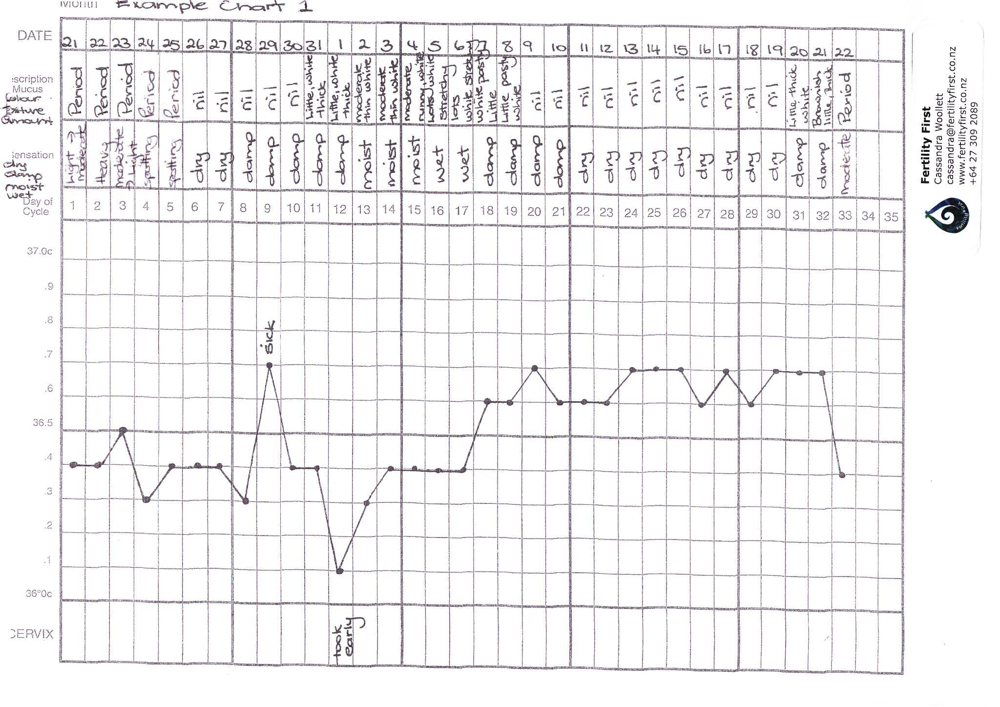 Month Example Chart 1
DATE 21 22 23 24 25 26 27 28 29 30 31 1 2 3 4 5 6 7 8 9 10 11 12 13 14 15 16 17 18 19 20 21 22
scription
Mucus
Colour
Texture
Amount
Period
Period
Period
Period
Period
nil
nil
nil
nil
nil
Little, white
thick
Little, white
thick
moderate
thin white
moderate
thin white
moderate
runny, white
Lots, white
stretchy
lots
white stretchy
white pasty
Little
Little pasty
white
nil
nil
nil
nil
nil
nil
nil
nil
nil
nil
nil
Little, thick
white
Brownish
little, thick
Period
Sensation
Dry
Damp
moist
wet
Light →
moderate
Heavy
moderate
→ Light
spotting
spotting
dry
dry
damp
damp
damp
damp
damp
moist
moist
moist
wet
wet
damp
damp
damp
damp
dry
dry
dry
dry
dry
dry
dry
dry
dry
damp
damp
moderate
Day of
Cycle
1 2 3 4 5 6 7 8 9 10 11 12 13 14 15 16 17 18 19 20 21 22 23 24 25 26 27 28 29 30 31 32 33 34 35
37.0c
.9
.8
sick
.7
.6
36.5
.4
.3
.2
.1
36°0c
CERVIX
took
early
Fertility First
Cassandra Woollett
cassandra@fertilityfirst.co.nz
www.fertilityfirst.co.nz
+64 27 309 2089